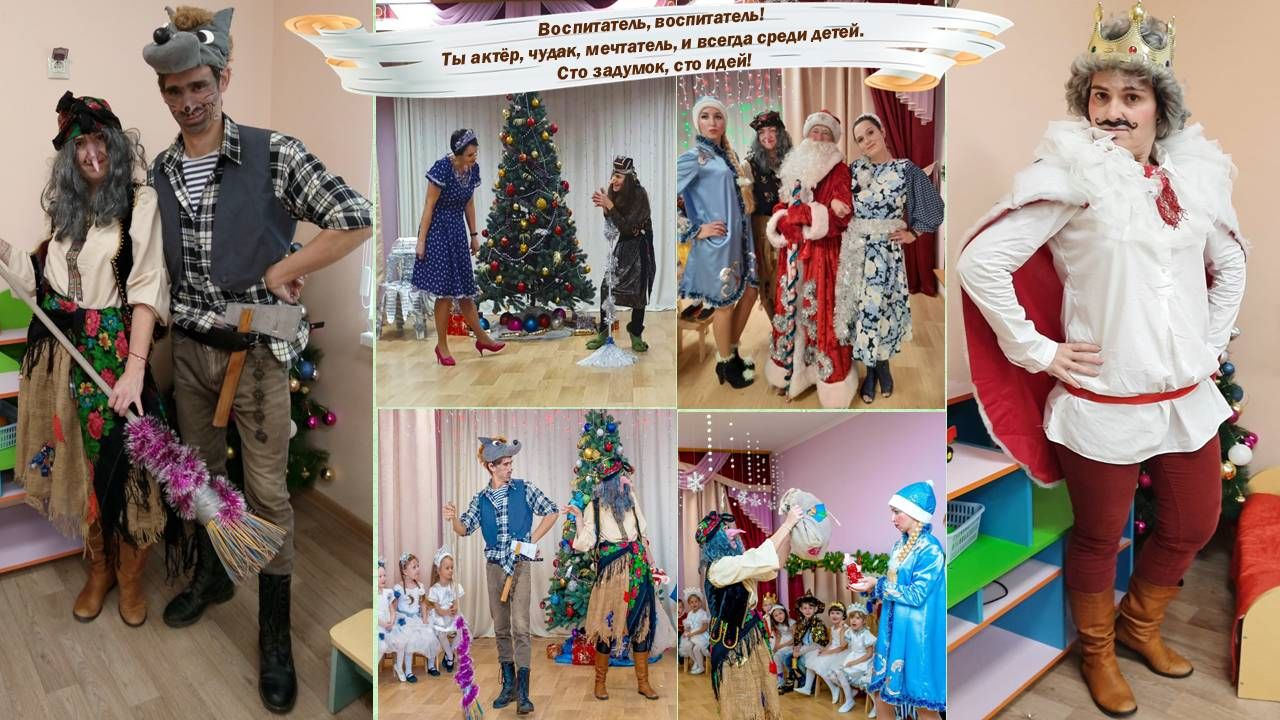 Воспитатель, воспитатель!
Ты актёр, чудак, мечтатель, и всегда среди детей.
Сто задумок, сто идей!